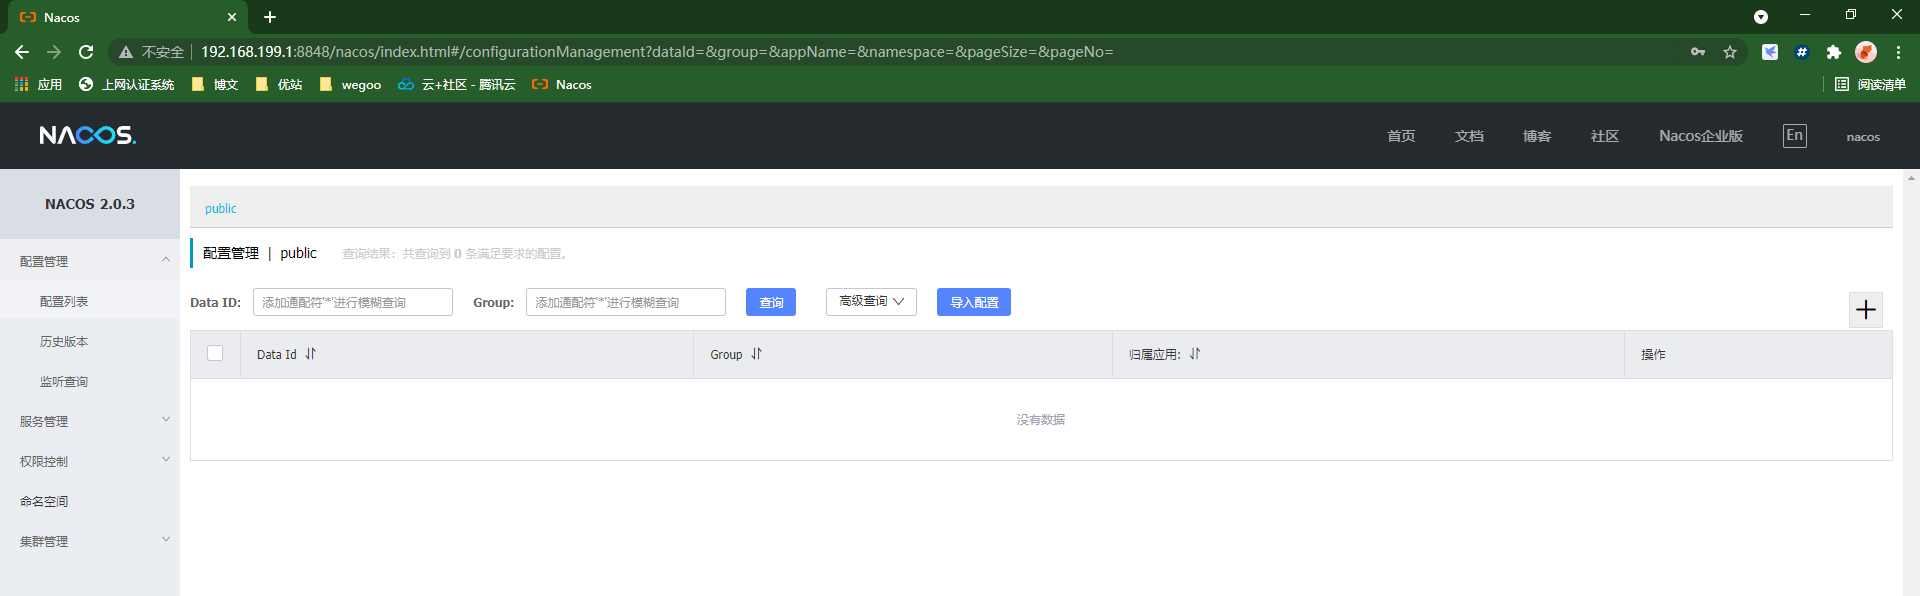 Nacos
不安全 192.168.199.1:8848/nacos/index.html#/configurationManagement?dataId=&group=&appName=&namespace=&pageSize=&pageNo=
应用 上网认证系统 博文 优站 wegoo 云+社区 - 腾讯云 Nacos 阅读清单
NACOS. 首页 文档 博客 社区 Nacos企业版 En nacos
NACOS 2.0.3
public
配置管理
配置列表
历史版本
监听查询
服务管理
权限控制
命名空间
集群管理
配置管理 | public 查询结果：共查询到 0 条满足要求的配置。
Data ID: 添加通配符'*'进行模糊查询 Group: 添加通配符'*'进行模糊查询 查询 高级查询 导入配置
Data Id Group 归属应用: 操作
没有数据